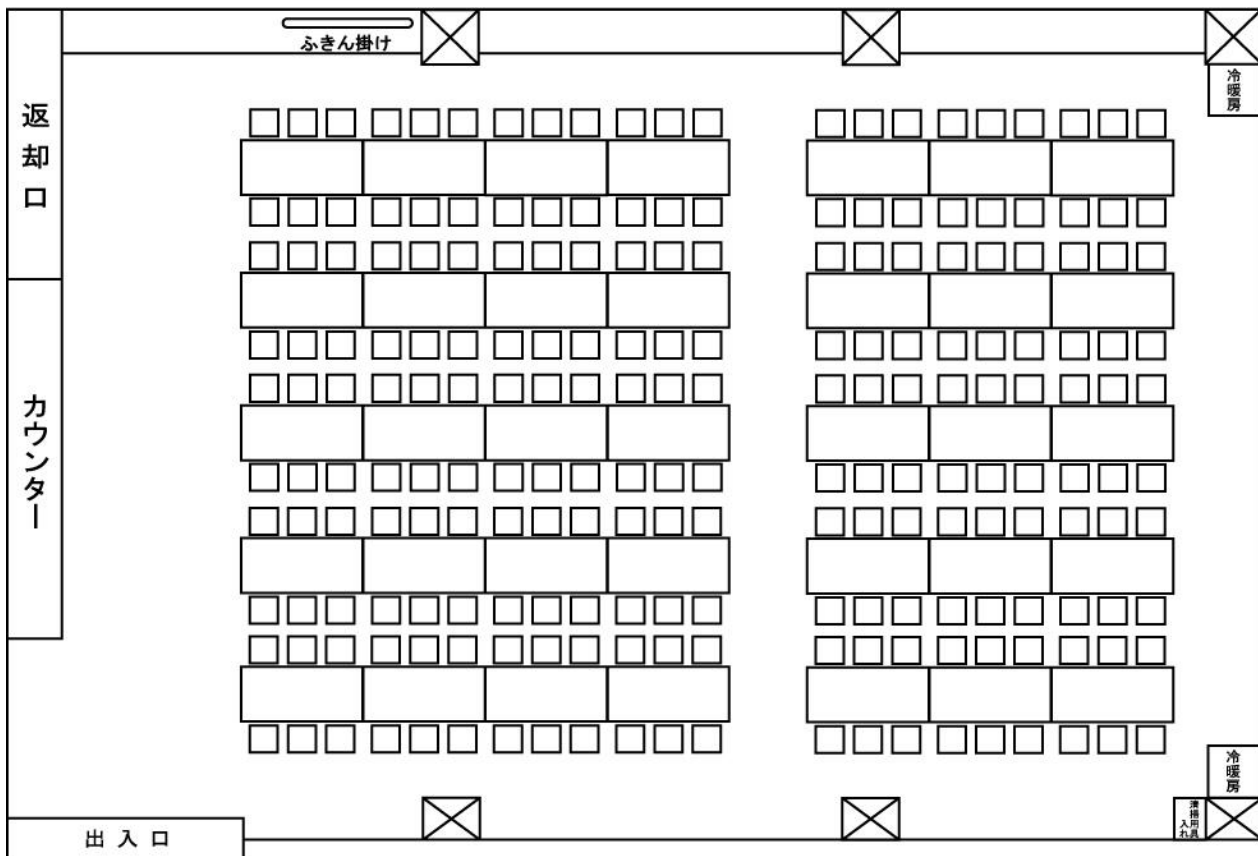 ふきん掛け
冷暖房
返却口
カウンター
冷暖房
清掃用具
入れ
出入口